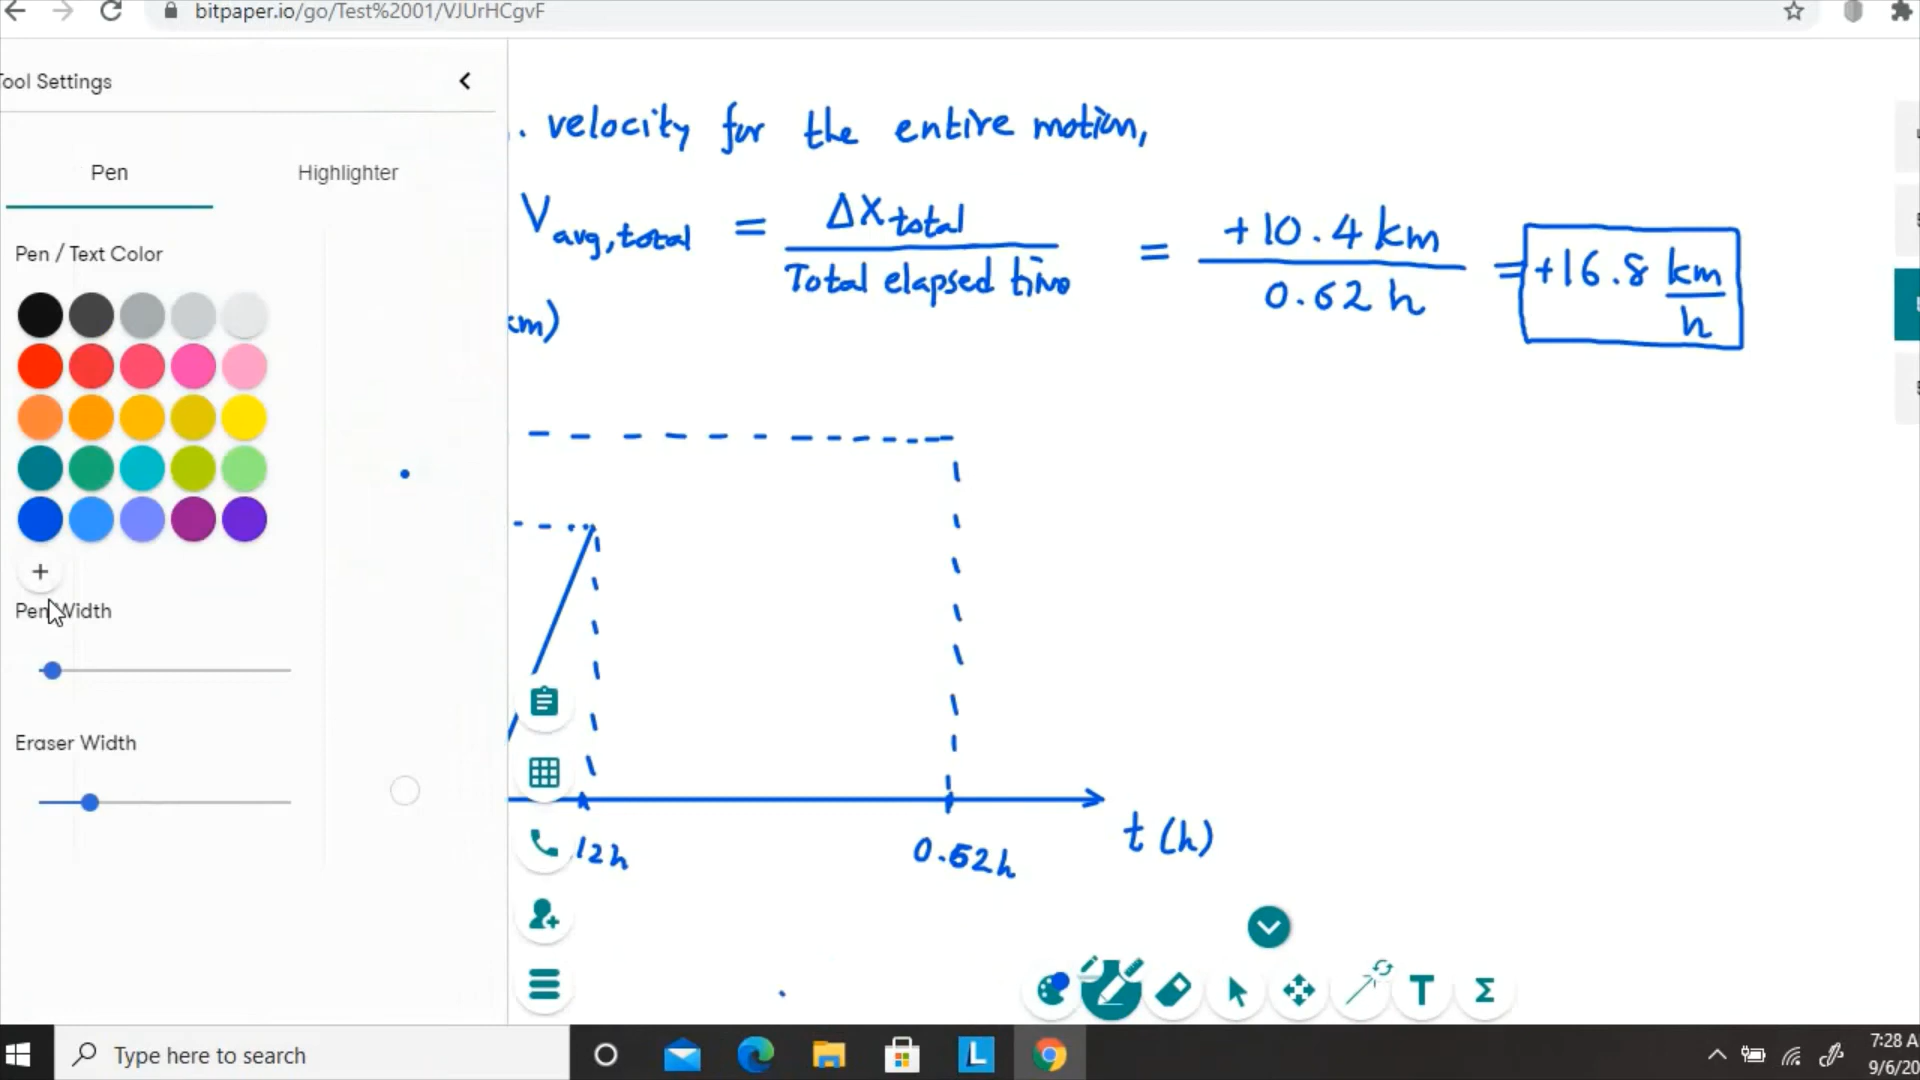 bitpaper.io/go/Test%2001/VJUrHCgvF
Tool Settings
Pen Highlighter
Pen / Text Color
Pen Width
Eraser Width
. velocity for the entire motion,
Vavg,total = ΔXtotal / Total elapsed time = +10.4 km / 0.62 h = +16.8 km / h
km)
12h
0.62h
t (h)
T Σ
Type here to search
L
7:28 A
9/6/20